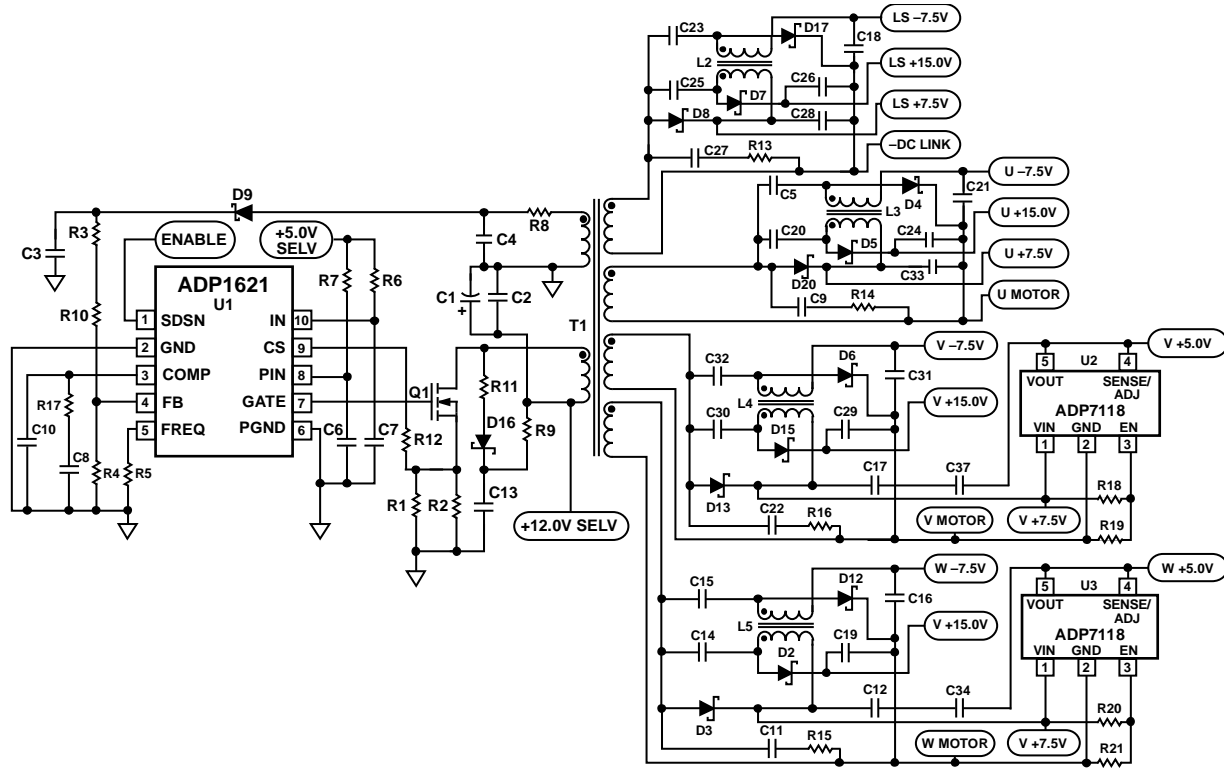 LS –7.5V
C23
D17
C18
L2
LS +15.0V
C25
C26
D7
LS +7.5V
D8
C28
C27
R13
–DC LINK
U –7.5V
C5
D4
C21
L3
U +15.0V
C20
C24
D5
U +7.5V
D20
C33
C9
R14
U MOTOR
D9
R8
C3
R3
ENABLE
+5.0V
SELV
C4
R7
R6
C1
+
C2
T1
ADP1621
U1
R10
1 SDSN
IN 10
2 GND
CS 9
3 COMP
PIN 8
4 FB
GATE 7
5 FREQ
PGND 6
R17
C10
C8
R4
R5
C6
C7
Q1
R11
R12
D16
R9
R1
R2
C13
+12.0V SELV
V –7.5V
C32
D6
C31
L4
V +15.0V
C30
C29
D15
D13
C17
C37
C22
R16
V MOTOR
V +5.0V
U2
5
4
VOUT
SENSE/
ADJ
ADP7118
VIN
GND
EN
1
2
3
R18
V +7.5V
R19
W –7.5V
C15
D12
C16
L5
V +15.0V
C14
C19
D2
D3
C12
C34
C11
R15
W MOTOR
W +5.0V
U3
5
4
VOUT
SENSE/
ADJ
ADP7118
VIN
GND
EN
1
2
3
R20
V +7.5V
R21